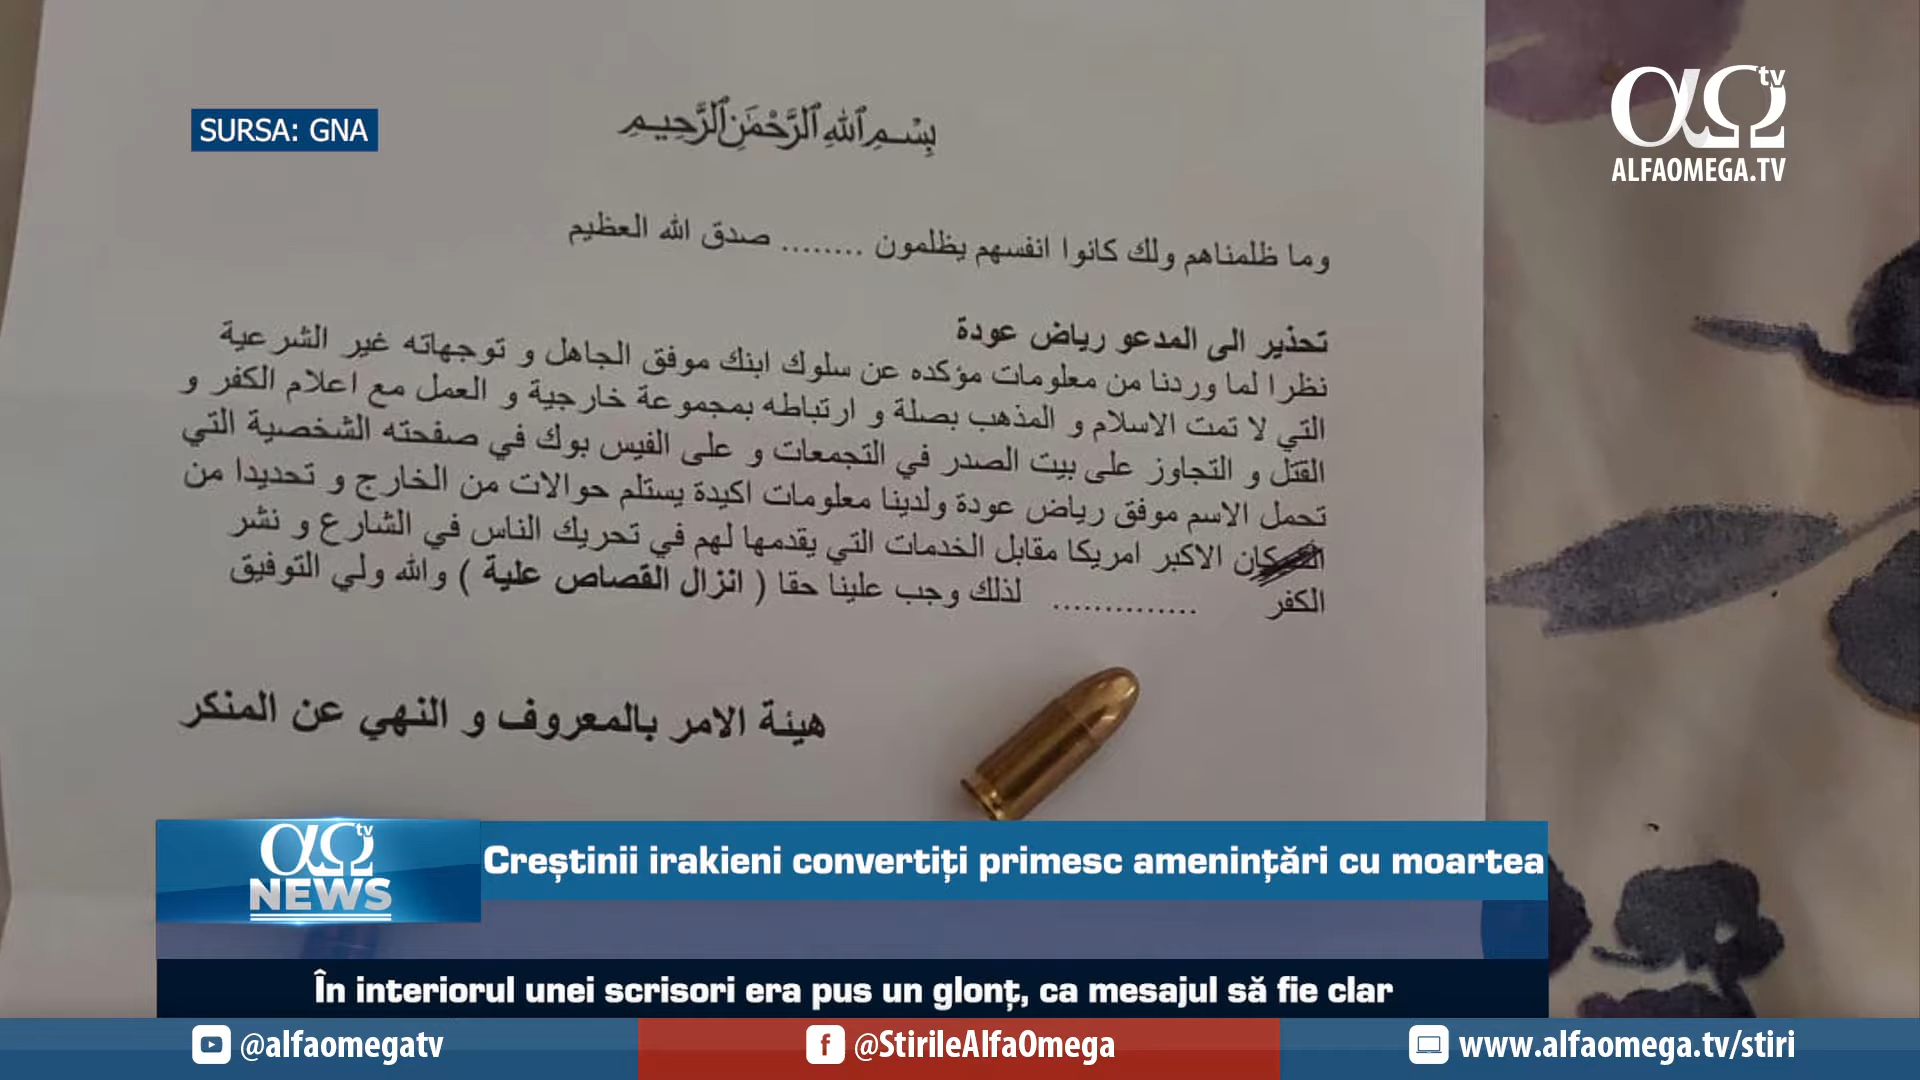 SURSA: GNA
αΩ tv
ALFAOMEGA.TV
بِسْمِ ٱللَّهِ ٱلرَّحْمَٰنِ ٱلرَّحِيمِ
وما ظلمناهم ولك كانوا انفسهم يظلمون ........ صدق الله العظيم
تحذير الى المدعو رياض عودة
نظرا لما وردنا من معلومات مؤكده عن سلوك ابنك موفق الجاهل و توجهاته غير الشرعية
التي لا تمت الاسلام و المذهب بصلة و ارتباطه بمجموعة خارجية و العمل مع اعلام الكفر و
القتل و التجاوز على بيت الصدر في التجمعات و على الفيس بوك في صفحته الشخصية التي
تحمل الاسم موفق رياض عودة ولدينا معلومات اكيدة يستلم حوالات من الخارج و تحديدا من
الاكبر امريكا مقابل الخدمات التي يقدمها لهم في تحريك الناس في الشارع و نشر
الكفر .............. لذلك وجب علينا حقا ( انزال القصاص علية ) والله ولي التوفيق
هيئة الامر بالمعروف و النهي عن المنكر
αΩ tv
NEWS
Creștinii irakieni convertiți primesc amenințări cu moartea
În interiorul unei scrisori era pus un glonț, ca mesajul să fie clar
@alfaomegatv
@StirileAlfaOmega
www.alfaomega.tv/stiri